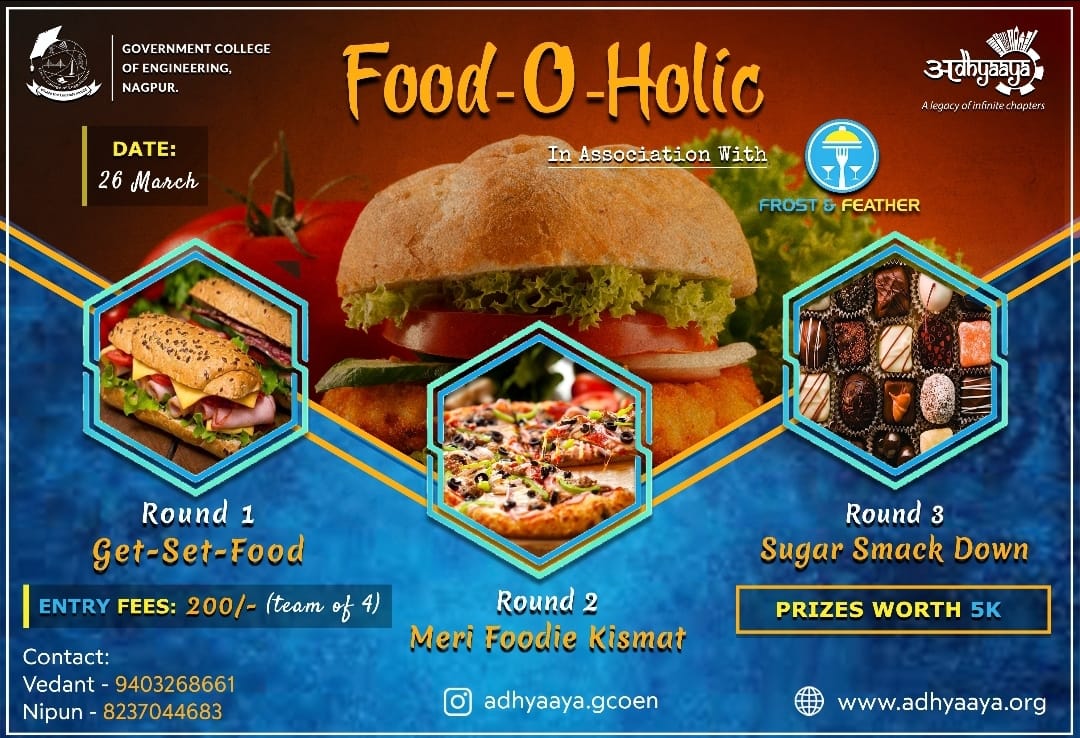 GOVERNMENT COLLEGE
OF ENGINEERING,
NAGPUR.
Food-O-Holic
अdhyaaya
A legacy of infinite chapters
DATE:
26 March
In Association With
FROST & FEATHER
Round 1
Get-Set-Food
Round 2
Meri Foodie Kismat
Round 3
Sugar Smack Down
ENTRY FEES: 200/- (team of 4)
PRIZES WORTH 5K
Contact:
Vedant - 9403268661
Nipun - 8237044683
adhyaaya.gcoen
www.adhyaaya.org